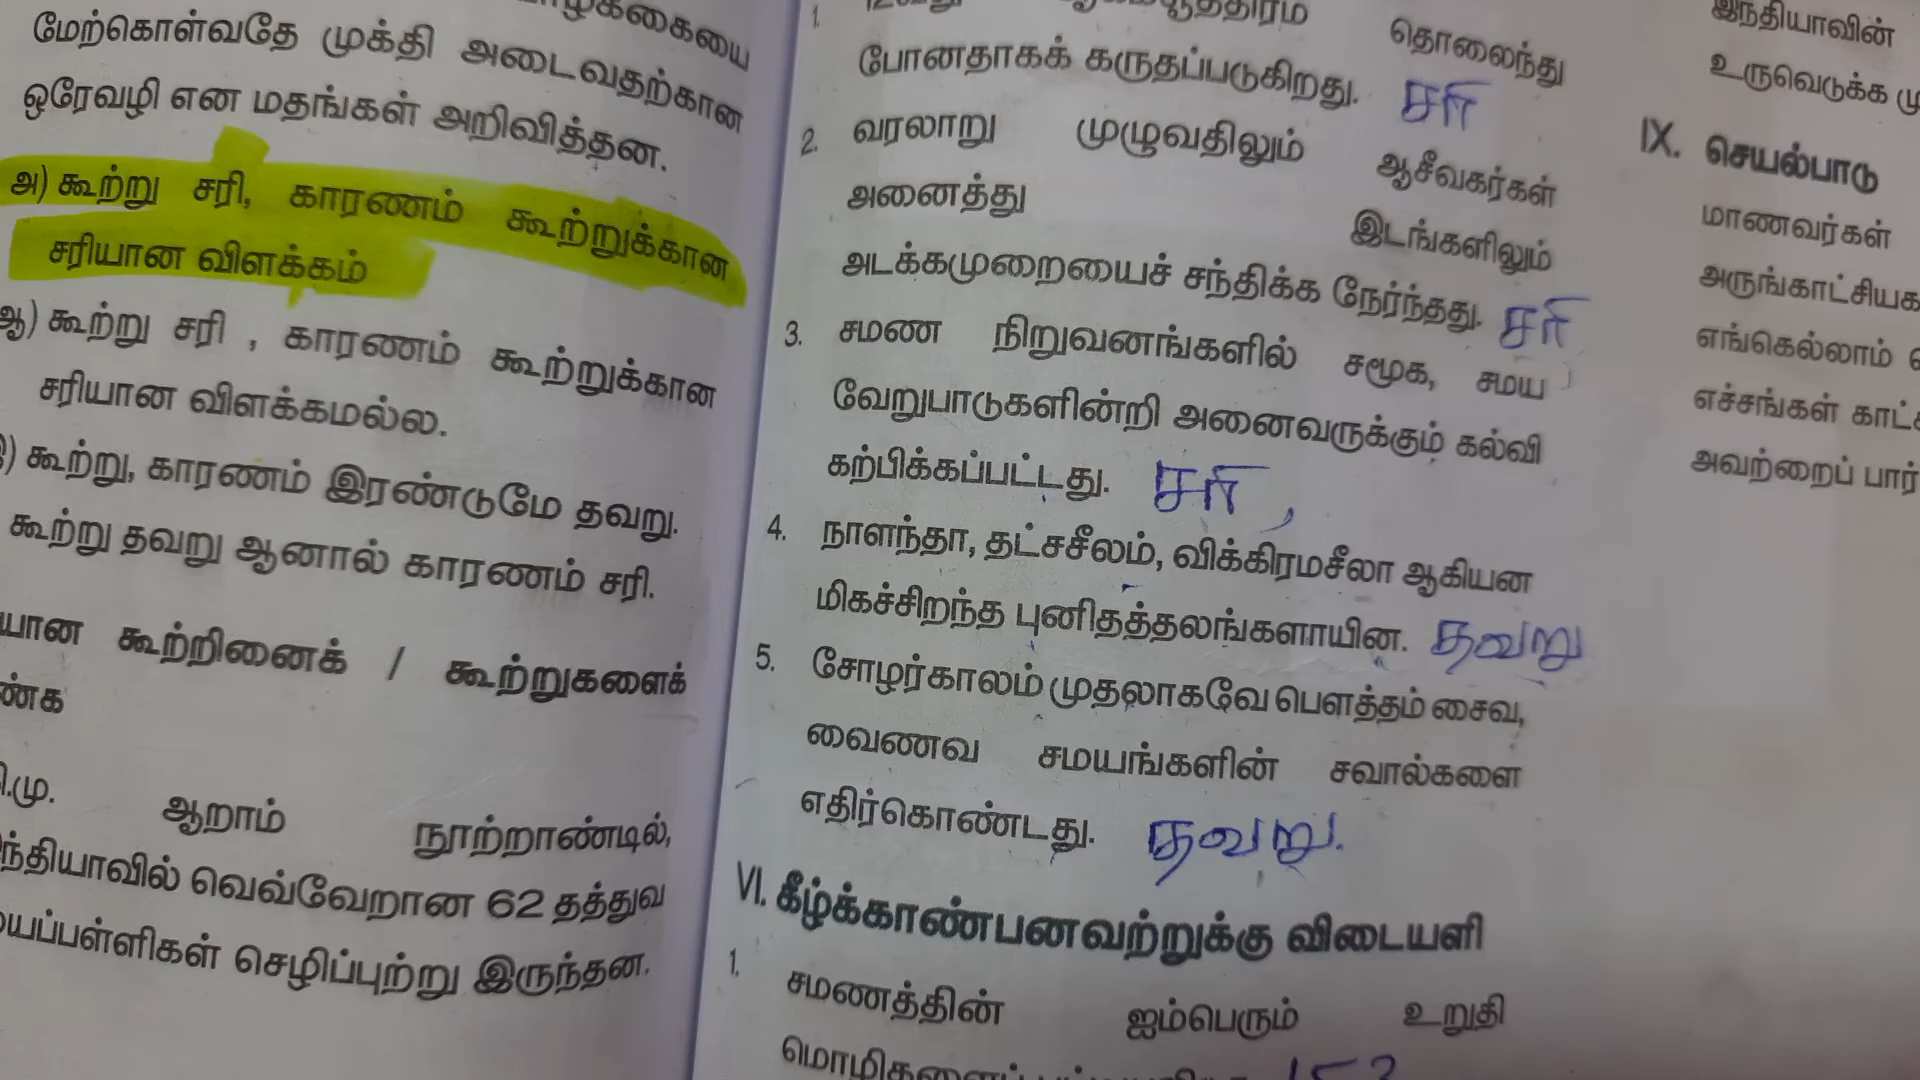 மேற்கொள்வதே முக்தி அடைவதற்கான
ஒரேவழி என மதங்கள் அறிவித்தன.
அ) கூற்று சரி, காரணம் கூற்றுக்கான
சரியான விளக்கம்
ஆ) கூற்று சரி , காரணம் கூற்றுக்கான
சரியான விளக்கமல்ல.
கூற்று, காரணம் இரண்டுமே தவறு.
கூற்று தவறு ஆனால் காரணம் சரி.
கூற்றினைக் / கூற்றுகளைக்
ஆறாம் நூற்றாண்டில்,
வெவ்வேறான 62 தத்துவ
செழிப்புற்று இருந்தன.
1. தொலைந்து
போனதாகக் கருதப்படுகிறது. சரி
2. வரலாறு முழுவதிலும் ஆசீவகர்கள்
அனைத்து இடங்களிலும்
அடக்கமுறையைச் சந்திக்க நேர்ந்தது. சரி
3. சமண நிறுவனங்களில் சமூக, சமய
வேறுபாடுகளின்றி அனைவருக்கும் கல்வி
கற்பிக்கப்பட்டது. சரி,
4. நாளந்தா, தட்சசீலம், விக்கிரமசீலா ஆகியன
மிகச்சிறந்த புனிதத்தலங்களாயின. தவறு
5. சோழர்காலம் முதலாகவே பௌத்தம் சைவ,
வைணவ சமயங்களின் சவால்களை
எதிர்கொண்டது. தவறு.
VI. கீழ்க்காண்பனவற்றுக்கு விடையளி
1. சமணத்தின் ஐம்பெரும் உறுதி
இந்தியாவின்
உருவெடுக்க
IX. செயல்பாடு
மாணவர்கள்
எங்கெல்லாம்
எச்சங்கள்
அவற்றைப்